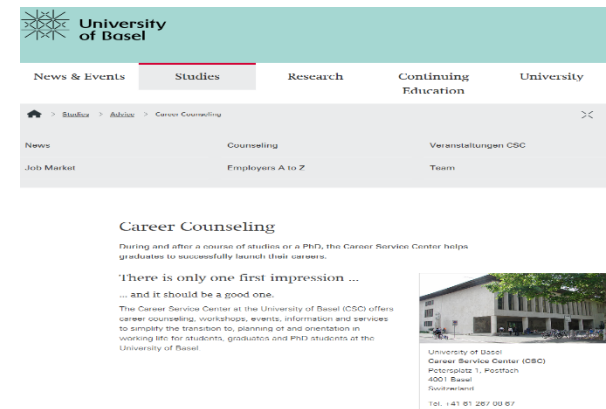 University
of Basel
News & Events
Studies
Research
Continuing
Education
University
> Studies > Advice > Career Counseling
News
Counseling
Veranstaltungen CSC
Job Market
Employers A to Z
Team
Career Counseling
During and after a course of studies or a PhD, the Career Service Center helps
graduates to successfully launch their careers.
There is only one first impression ...
... and it should be a good one.
The Career Service Center at the University of Basel (CSC) offers
career counseling, workshops, events, information and services
to simplify the transition to, planning of and orientation in
working life for students, graduates and PhD students at the
University of Basel
University of Basel
Career Service Center (CSC)
Petersplatz 1, Postfach
4001 Basel
Switzerland
Tel. +41 61 267 00 67